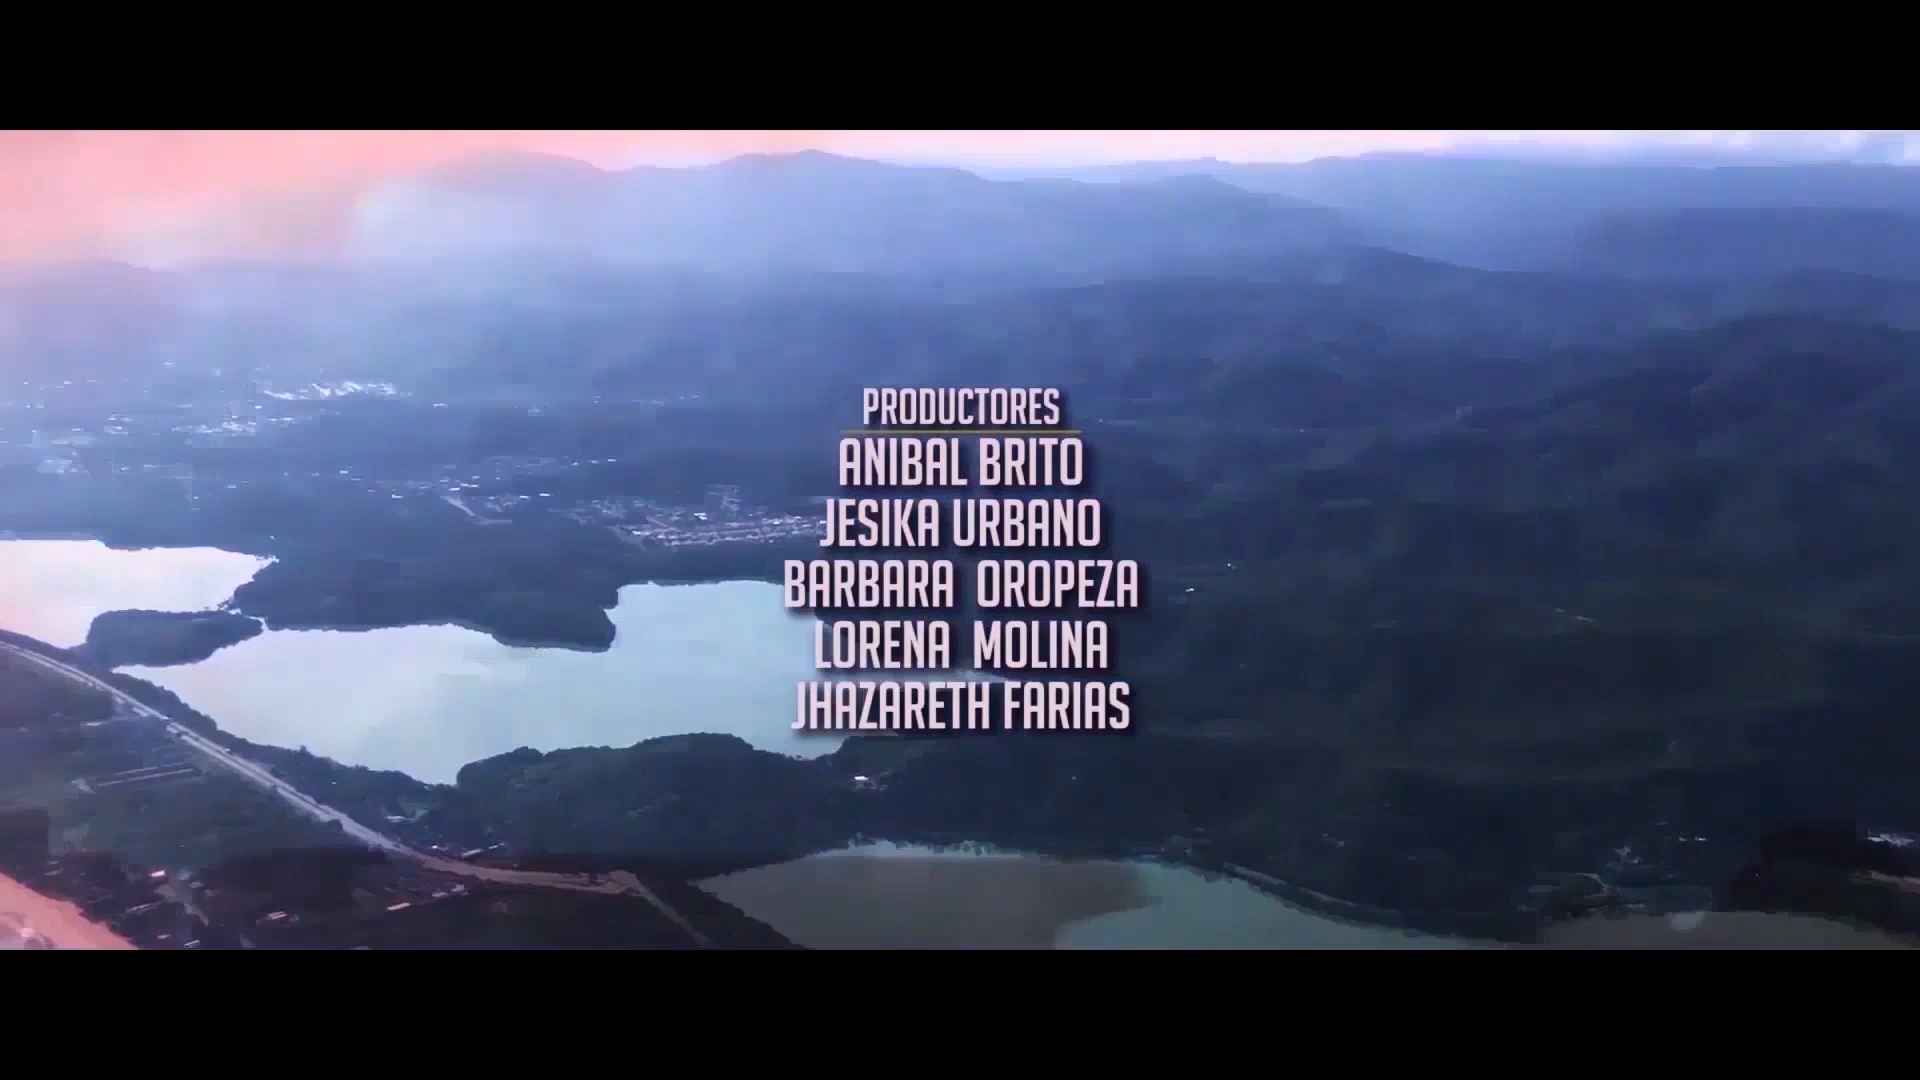 PRODUCTORES
ANIBAL BRITO
JESIKA URBANO
BARBARA OROPEZA
LORENA MOLINA
JHAZARETH FARIAS